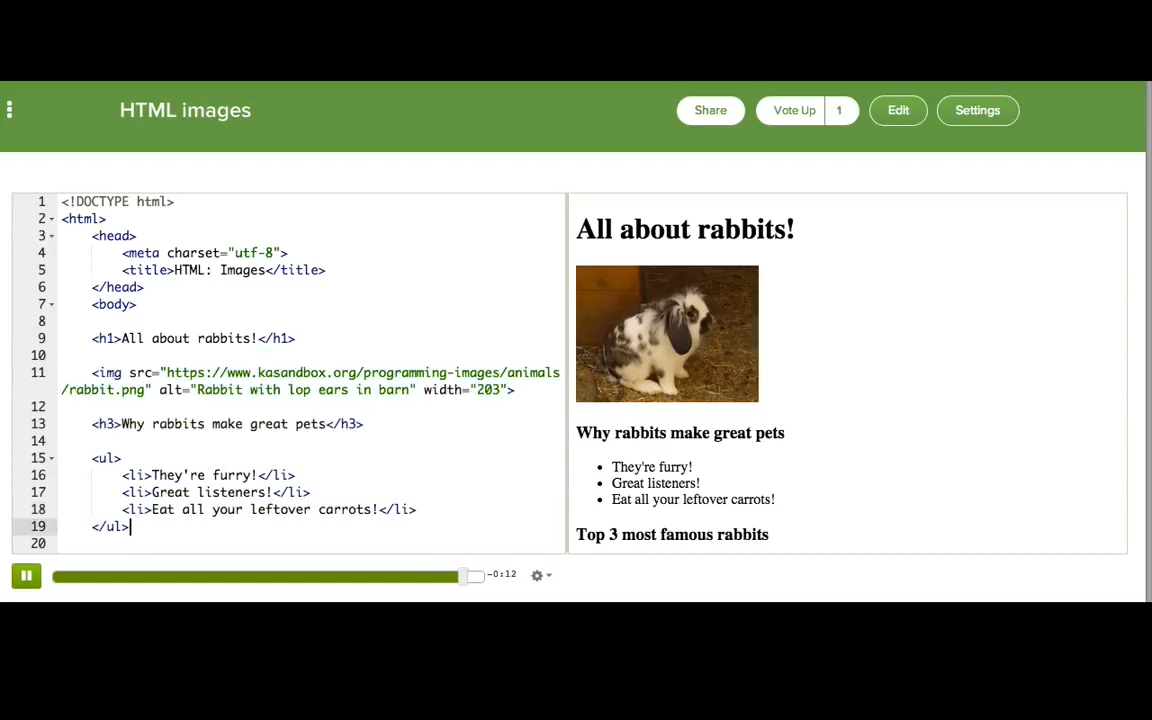 HTML images
Share
Vote Up 1
Edit
Settings
1 <!DOCTYPE html>
2 <html>
3 <head>
4 <meta charset="utf-8">
5 <title>HTML: Images</title>
6 </head>
7 <body>
8
9 <h1>All about rabbits!</h1>
10
11 <img src="https://www.kasandbox.org/programming-images/animals
/rabbit.png" alt="Rabbit with lop ears in barn" width="203">
12
13 <h3>Why rabbits make great pets</h3>
14
15 <ul>
16 <li>They're furry!</li>
17 <li>Great listeners!</li>
18 <li>Eat all your leftover carrots!</li>
19 </ul>
20
All about rabbits!
Why rabbits make great pets
• They're furry!
• Great listeners!
• Eat all your leftover carrots!
Top 3 most famous rabbits
-0:12